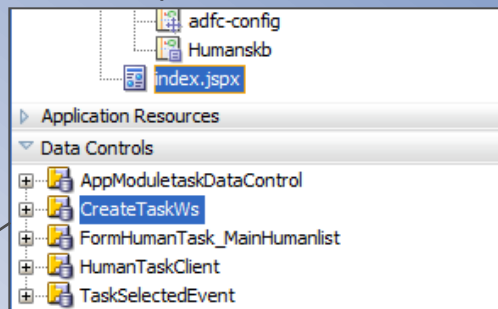 adfc-config
Humanskb
index.jspx
Application Resources
Data Controls
AppModuletaskDataControl
CreateTaskWs
FormHumanTask_MainHumanlist
HumanTaskClient
TaskSelectedEvent